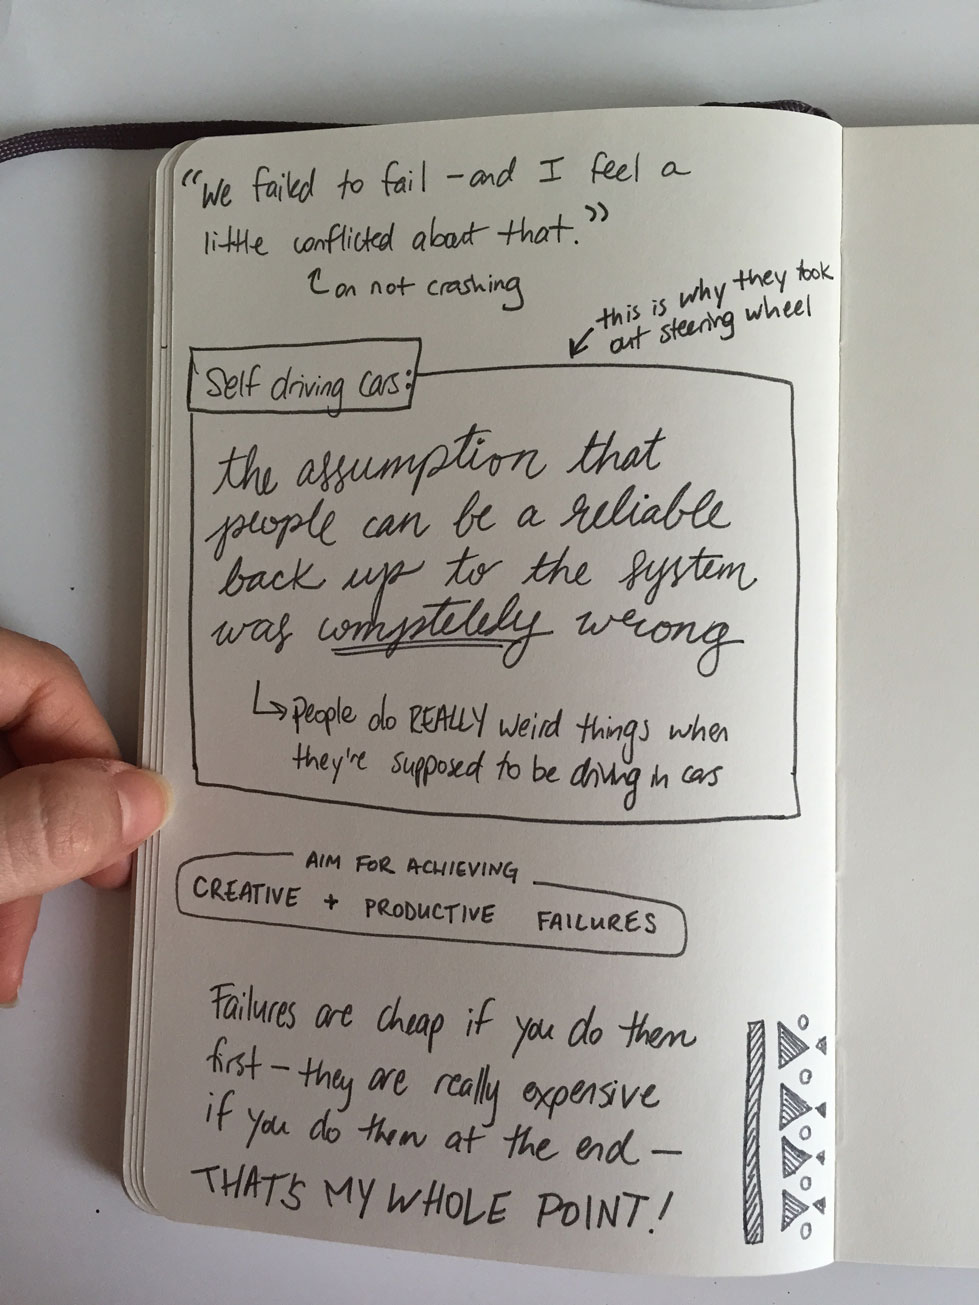 "We failed to fail - and I feel a
little conflicted about that."
on not crashing
this is why they took
out steering wheel
Self driving cars:
the assumption that
people can be a reliable
back up to the system
was completely wrong
people do REALLY weird things when
they're supposed to be driving in cars
AIM FOR ACHIEVING
CREATIVE + PRODUCTIVE FAILURES
Failures are cheap if you do them
first - they are really expensive
if you do them at the end -
THAT'S MY WHOLE POINT!